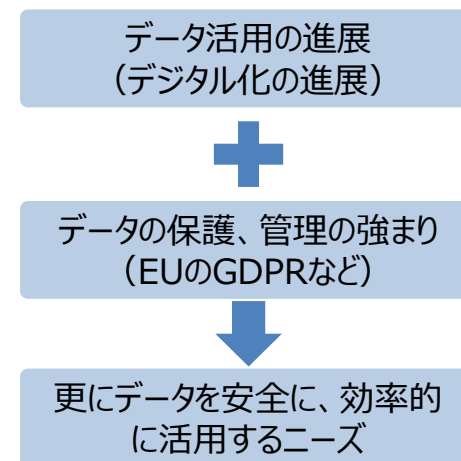 データ活用の進展
（デジタル化の進展）
データの保護、管理の強まり
（EUのGDPRなど）
更にデータを安全に、効率的
に活用するニーズ